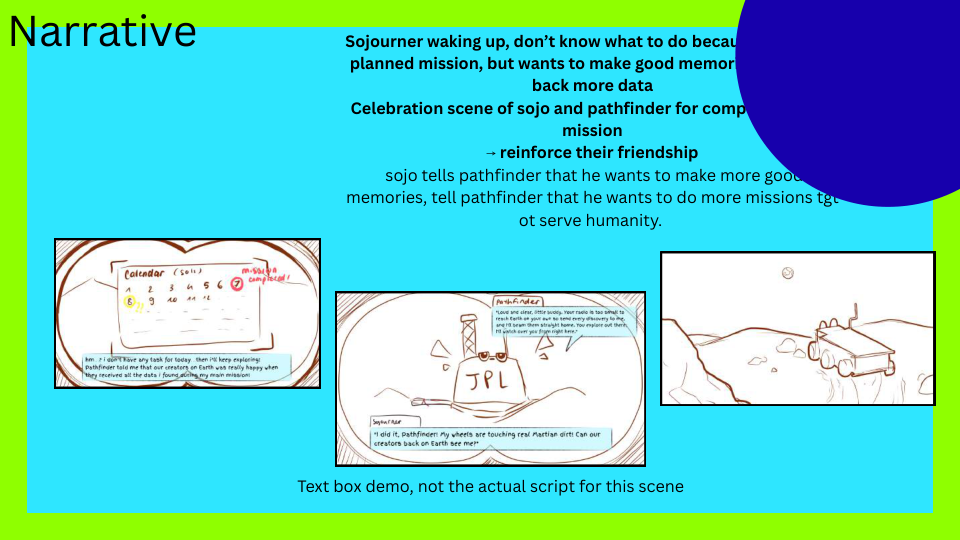 Narrative
Sojourner waking up, don't know what to do
planned mission, but wants to make good
back more data
Celebration scene of sojo and pathfinder for
mission
→ reinforce their friendship
sojo tells pathfinder that he wants to make more good
memories, tell pathfinder that he wants to do more missions tgt
ot serve humanity.
Calendar (Sols)
mission
completed!
1 2 3 4 5 6 7
8 9 10 11 12
hm..? i don't have any task for today.. then i'll keep exploring!
Pathfinder told me that our creators on Earth was really happy when
they received all the data i found during my main mission!
Pathfinder
"Loud and clear, little buddy. Your radio is too small to
reach Earth on your own so send every discovery to me,
and I'll beam them straight home. You explore out there;
I'll watch over you from right here."
JPL
Sojourner
"I did it, Pathfinder! My wheels are touching real Martian dirt! Can our
creators back on Earth see me?"
Text box demo, not the actual script for this scene